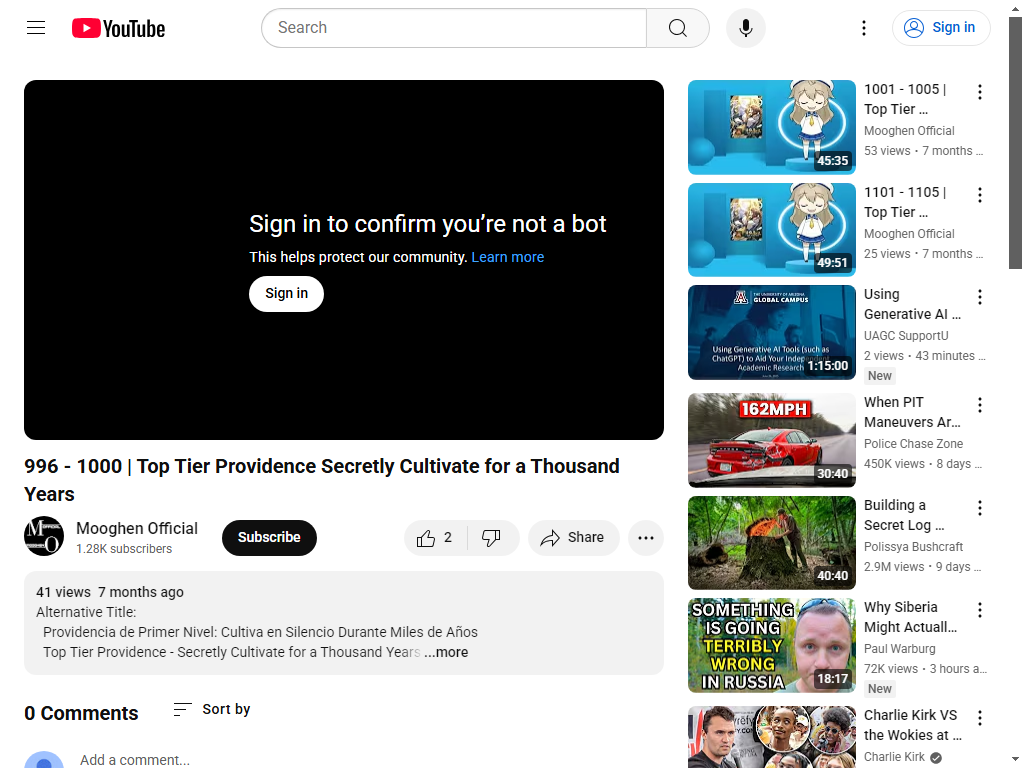 YouTube
Search
Sign in
Sign in to confirm you're not a bot
This helps protect our community. Learn more
Sign in
996 - 1000 | Top Tier Providence Secretly Cultivate for a Thousand
Years
Mooghen Official
1.28K subscribers
Subscribe
2
Share
41 views 7 months ago
Alternative Title:
Providencia de Primer Nivel: Cultiva en Silencio Durante Miles de Años
Top Tier Providence - Secretly Cultivate for a Thousand Years ...more
0 Comments
Sort by
Add a comment...
45:35
1001 - 1005 |
Top Tier ...
Mooghen Official
53 views • 7 months ...
49:51
1101 - 1105 |
Top Tier ...
Mooghen Official
25 views • 7 months ...
THE UNIVERSITY OF ARIZONA
GLOBAL CAMPUS
Using Generative AI Tools (such as
ChatGPT) to Aid Your Independent
Academic Research
1:15:00
Using
Generative AI ...
UAGC SupportU
2 views • 43 minutes ...
New
162MPH
30:40
When PIT
Maneuvers Ar...
Police Chase Zone
450K views • 8 days ...
40:40
Building a
Secret Log ...
Polissya Bushcraft
2.9M views • 9 days ...
SOMETHING
IS GOING
TERRIBLY
WRONG
IN RUSSIA
18:17
Why Siberia
Might Actuall...
Paul Warburg
72K views • 3 hours a...
New
Charlie Kirk VS
the Wokies at ...
Charlie Kirk